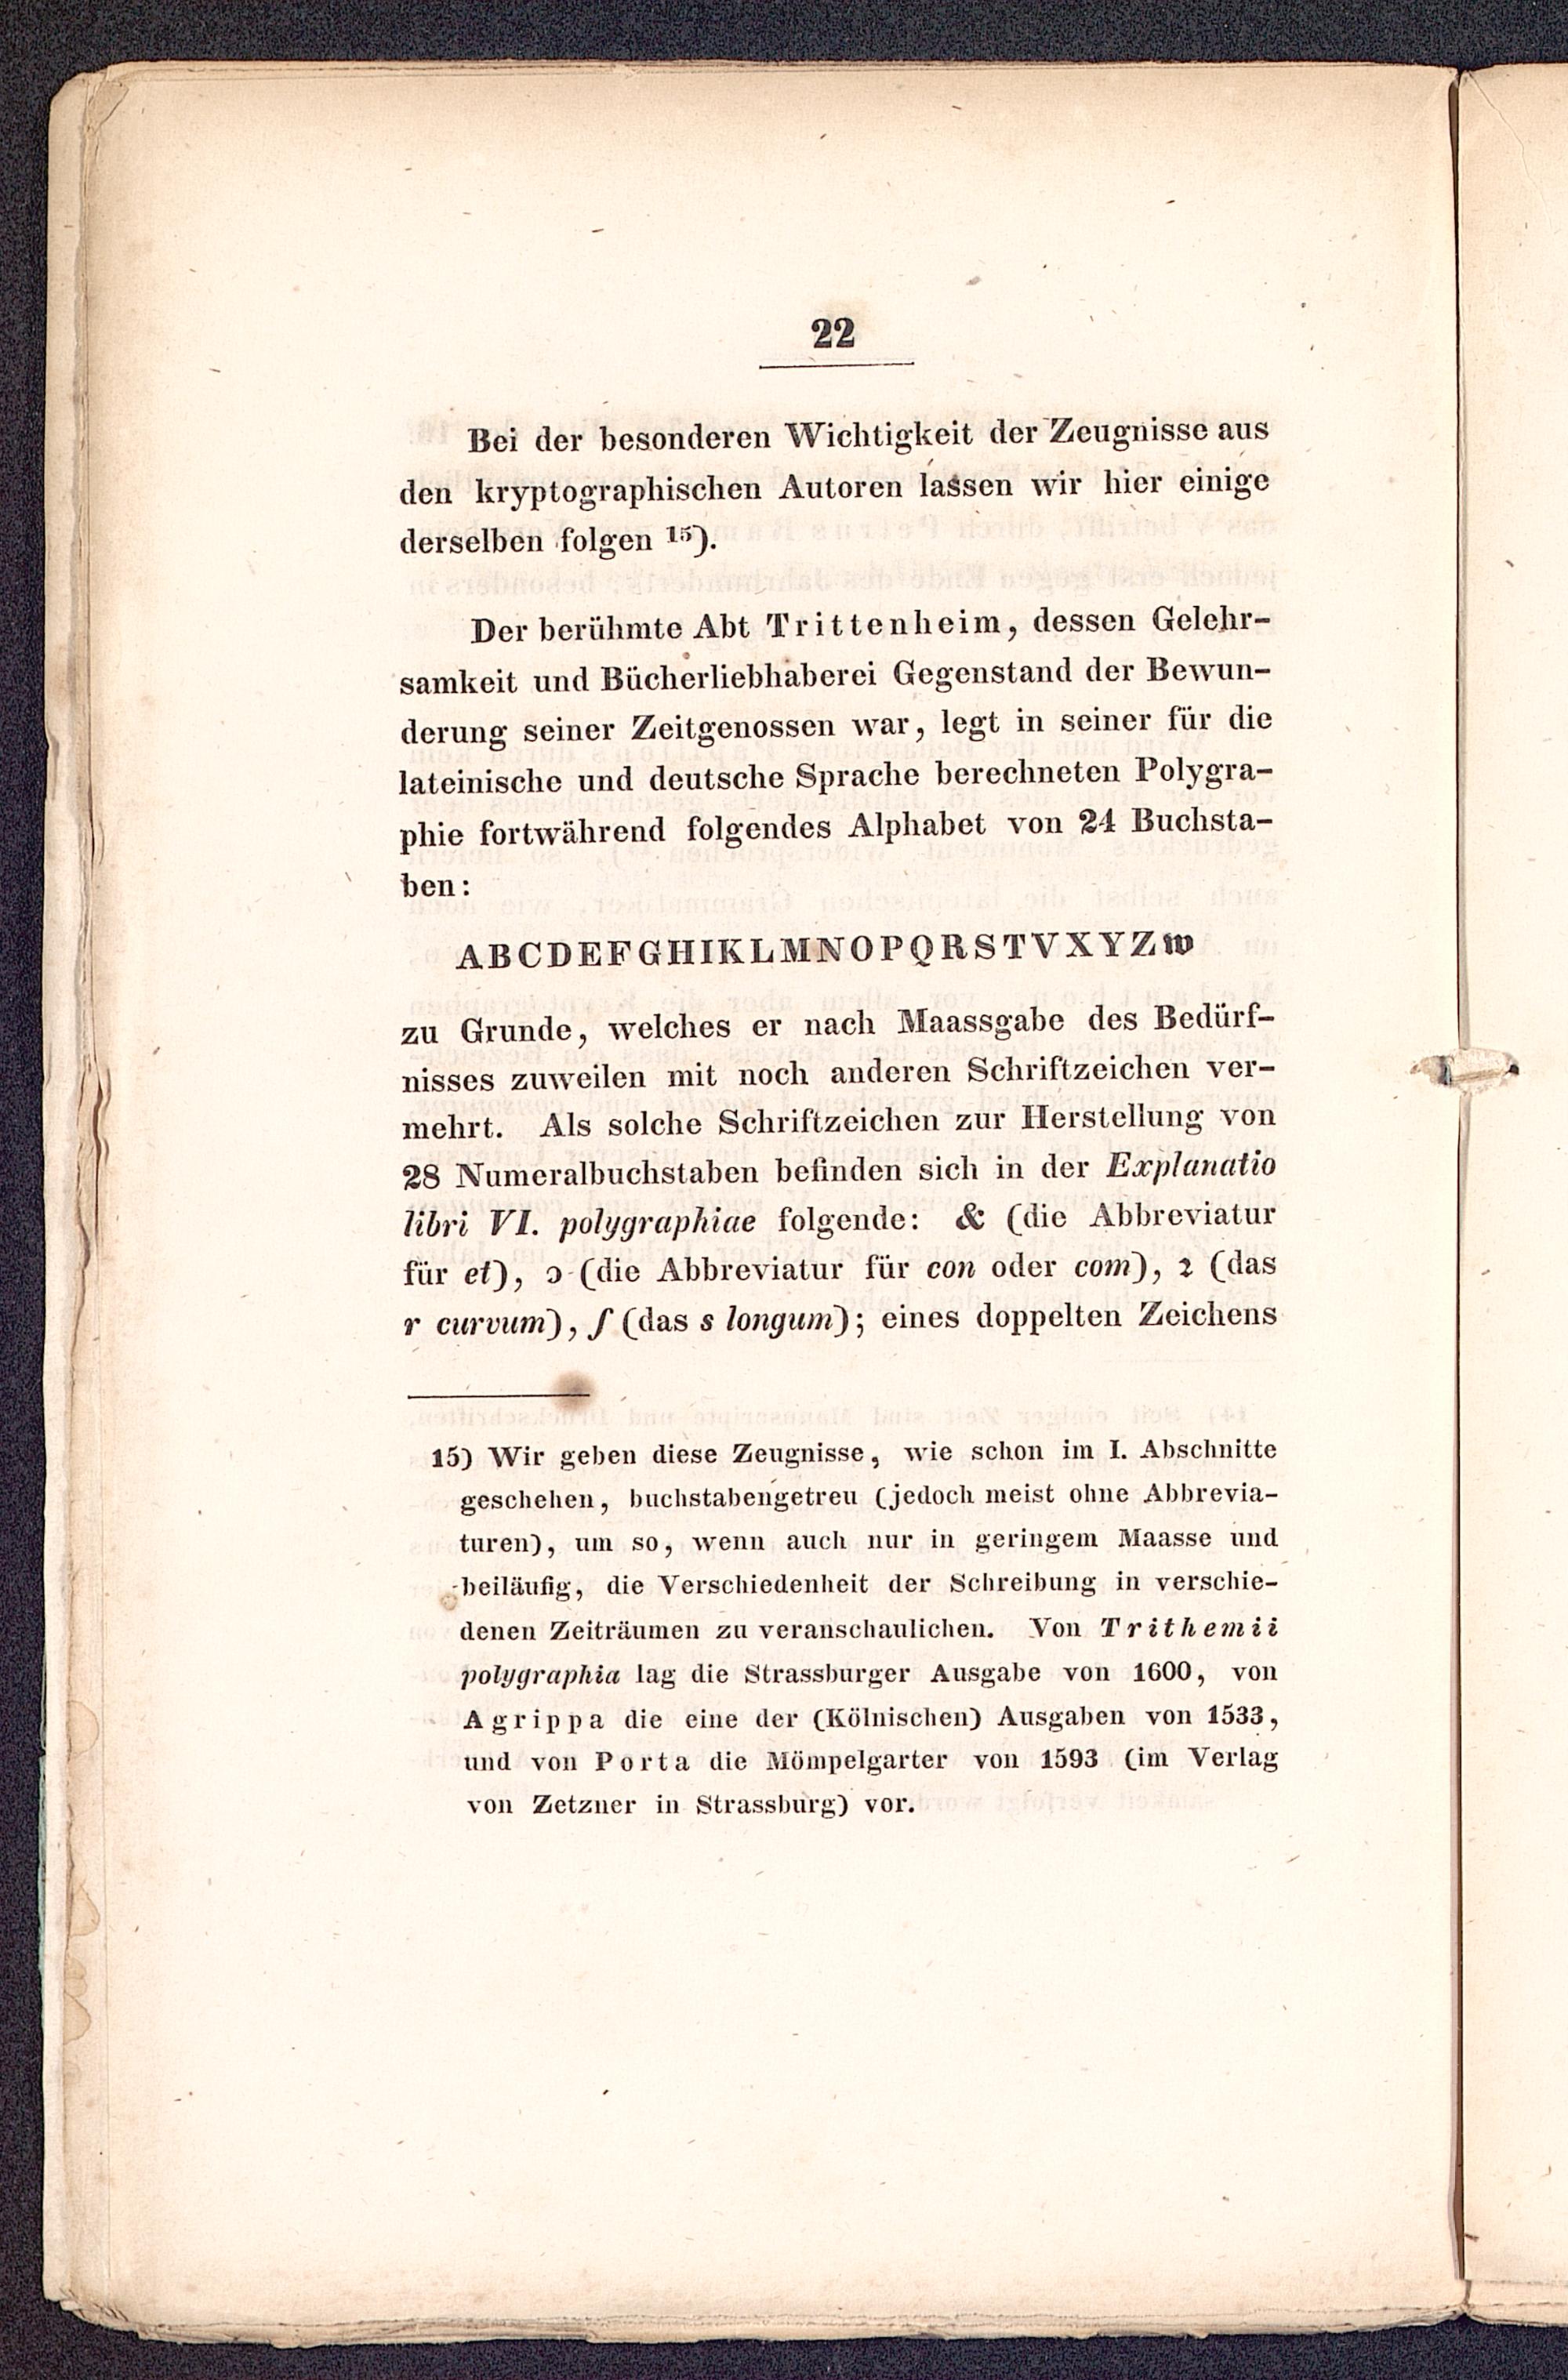 22
Bei der besonderen Wichtigkeit der Zeugnisse aus
den kryptographischen Autoren lassen wir hier einige
derselben folgen ¹⁵).
Der berühmte Abt Trittenheim, dessen Gelehr-
samkeit und Bücherliebhaberei Gegenstand der Bewun-
derung seiner Zeitgenossen war, legt in seiner für die
lateinische und deutsche Sprache berechneten Polygra-
phie fortwährend folgendes Alphabet von 24 Buchsta-
ben:
ABCDEFGHIKLMNOPQRSTVXYZw
zu Grunde, welches er nach Maassgabe des Bedürf-
nisses zuweilen mit noch anderen Schriftzeichen ver-
mehrt. Als solche Schriftzeichen zur Herstellung von
28 Numeralbuchstaben befinden sich in der Explanatio
libri VI. polygraphiae folgende: & (die Abbreviatur
für et), ɔ (die Abbreviatur für con oder com), ꝛ (das
r curvum), ſ (das s longum); eines doppelten Zeichens
15) Wir geben diese Zeugnisse, wie schon im I. Abschnitte
geschehen, buchstabengetreu (jedoch meist ohne Abbrevia-
turen), um so, wenn auch nur in geringem Maasse und
beiläufig, die Verschiedenheit der Schreibung in verschie-
denen Zeiträumen zu veranschaulichen. Von Trithemii
polygraphia lag die Strassburger Ausgabe von 1600, von
Agrippa die eine der (Kölnischen) Ausgaben von 1533,
und von Porta die Mömpelgarter von 1593 (im Verlag
von Zetzner in Strassburg) vor.